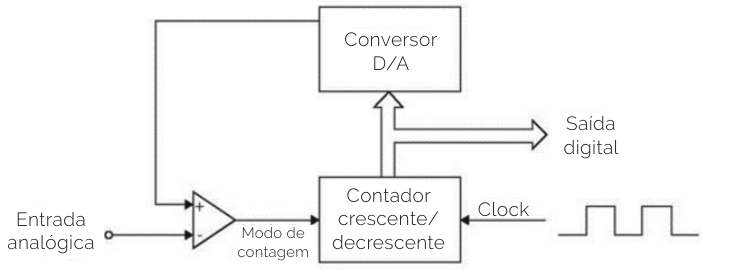 Conversor
D/A
Saída
digital
+
-
Entrada
analógica
Modo de
contagem
Contador
crescente/
decrescente
Clock